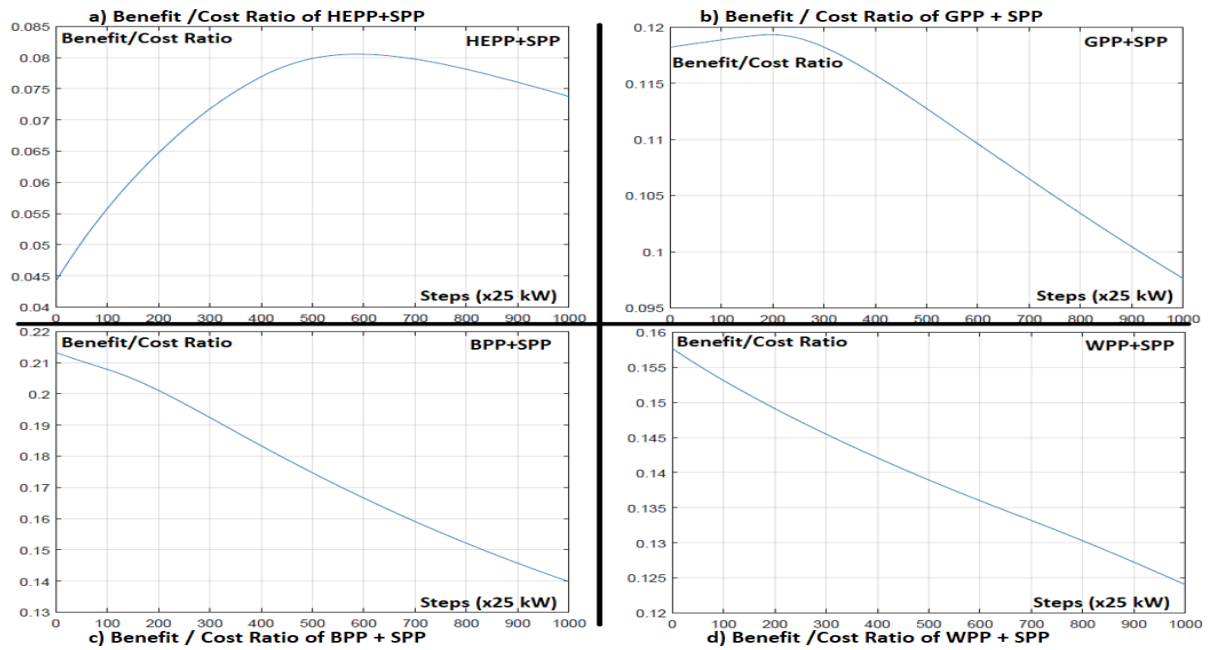 a) Benefit /Cost Ratio of HEPP+SPP
Benefit/Cost Ratio
HEPP+SPP
0.085
0.08
0.075
0.07
0.065
0.06
0.055
0.05
0.045
0.04
Steps (x25 kW)
0 100 200 300 400 500 600 700 800 900 1000
b) Benefit / Cost Ratio of GPP + SPP
GPP+SPP
Benefit/Cost Ratio
0.12
0.115
0.11
0.105
0.1
0.095
Steps (x25 kW)
0 100 200 300 400 500 600 700 800 900 1000
Benefit/Cost Ratio
BPP+SPP
0.22
0.21
0.2
0.19
0.18
0.17
0.16
0.15
0.14
0.13
Steps (x25 kW)
0 100 200 300 400 500 600 700 800 900 1000
c) Benefit / Cost Ratio of BPP + SPP
Benefit/Cost Ratio
WPP+SPP
0.16
0.155
0.15
0.145
0.14
0.135
0.13
0.125
0.12
Steps (x25 kW)
0 100 200 300 400 500 600 700 800 900 1000
d) Benefit /Cost Ratio of WPP + SPP